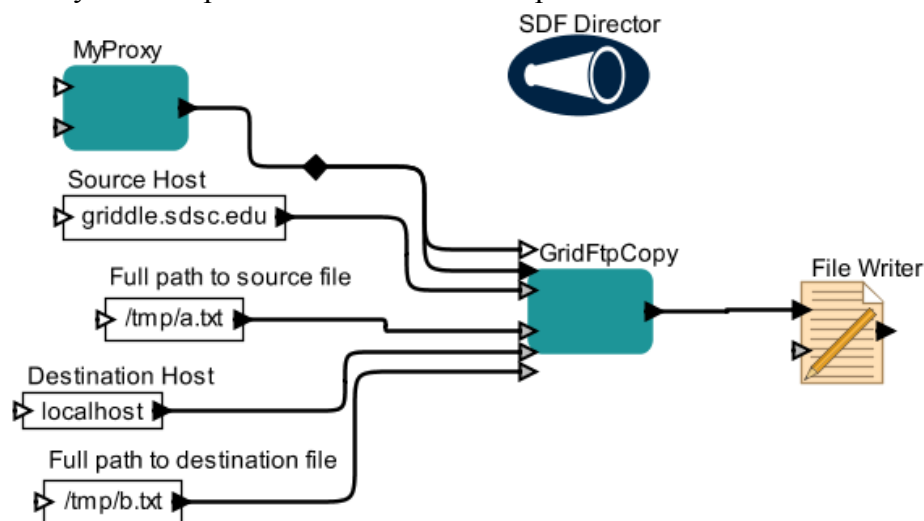 SDF Director
MyProxy
Source Host
griddle.sdsc.edu
GridFtpCopy
File Writer
Full path to source file
/tmp/a.txt
Destination Host
localhost
Full path to destination file
/tmp/b.txt